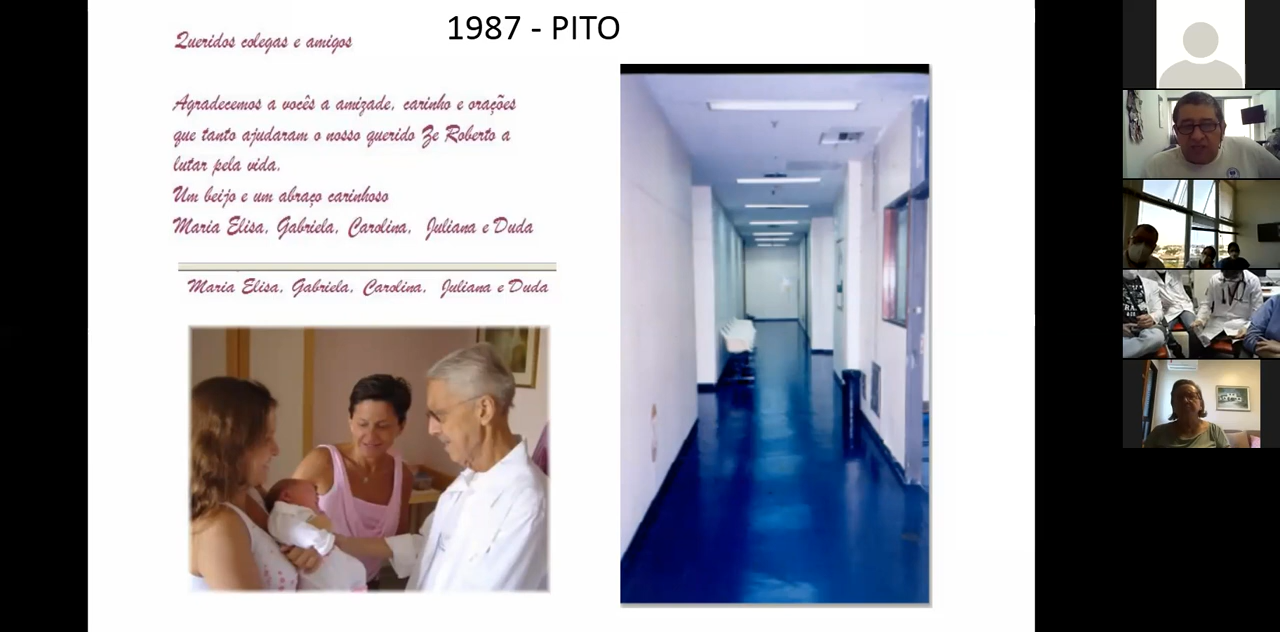 1987 - PITO
Queridos colegas e amigos
Agradecemos a vocês a amizade, carinho e orações
que tanto ajudaram o nosso querido Ze Roberto a
lutar pela vida.
Um beijo e um abraço carinhoso
Maria Elisa, Gabriela, Carolina, Juliana e Duda
Maria Elisa, Gabriela, Carolina, Juliana e Duda